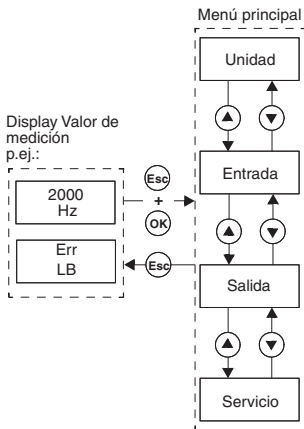 Menú principal
Unidad
Display Valor de
medición
p.ej.:
Esc
+
OK
2000
Hz
Entrada
Err
LB
Esc
Salida
Servicio